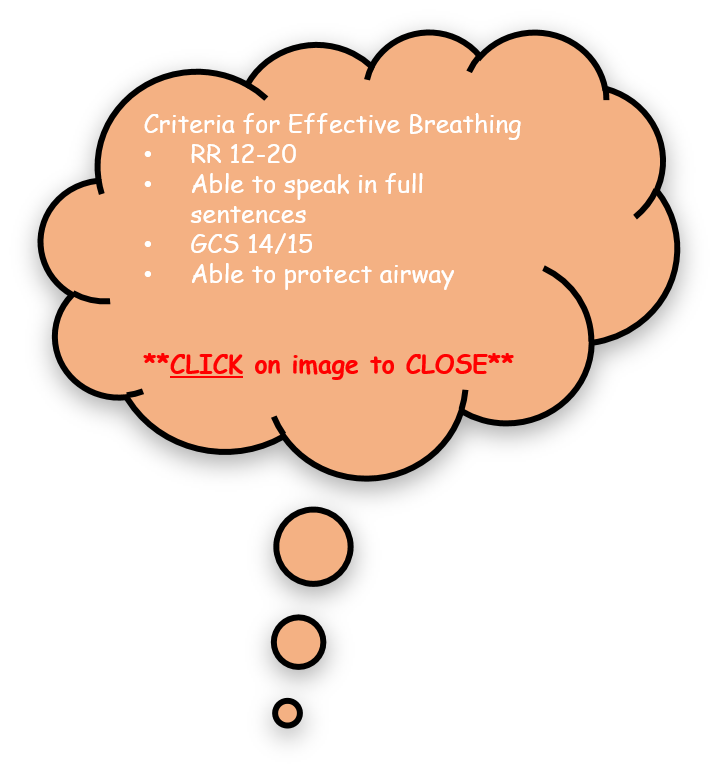 Criteria for Effective Breathing
• RR 12-20
• Able to speak in full
sentences
• GCS 14/15
• Able to protect airway
**CLICK on image to CLOSE**